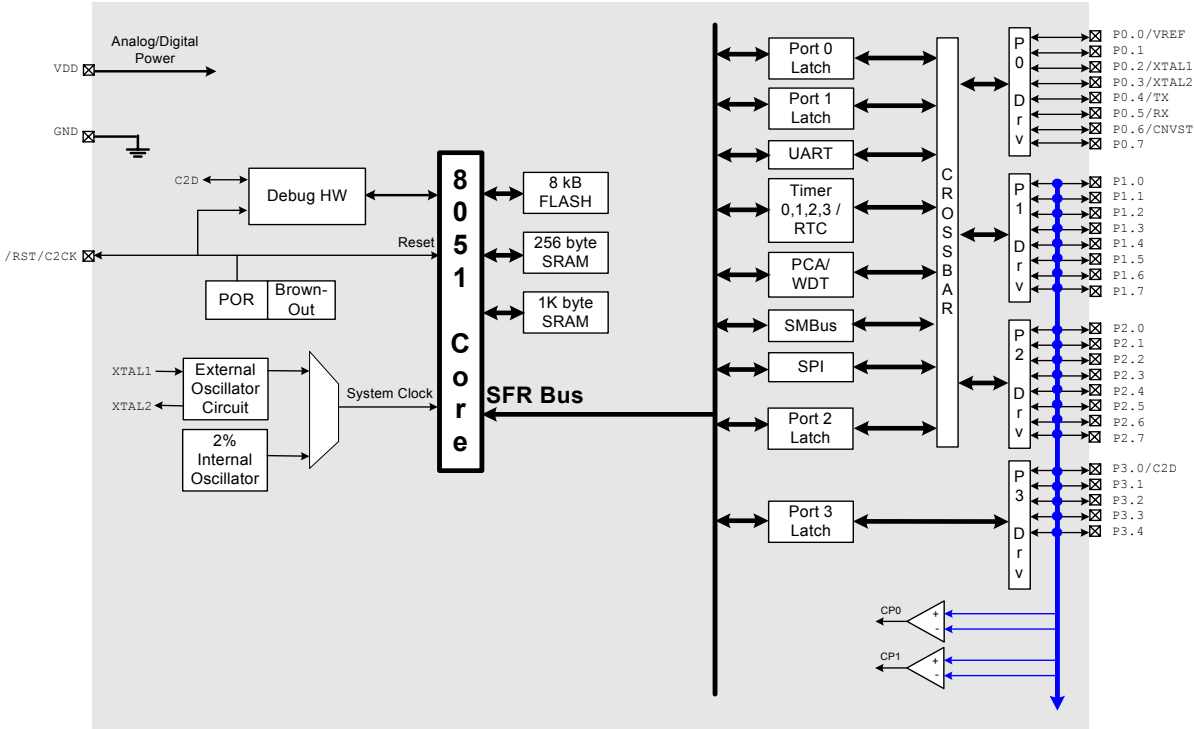 Analog/Digital
Power
VDD
GND
C2D
Debug HW
Reset
/RST/C2CK
POR
Brown-
Out
XTAL1
XTAL2
External
Oscillator
Circuit
2%
Internal
Oscillator
System Clock
8
0
5
1
C
o
r
e
8 kB
FLASH
256 byte
SRAM
1K byte
SRAM
SFR Bus
Port 0
Latch
Port 1
Latch
UART
Timer
0,1,2,3 /
RTC
PCA/
WDT
SMBus
SPI
Port 2
Latch
Port 3
Latch
C
R
O
S
S
B
A
R
P
0
D
r
v
P
1
D
r
v
P
2
D
r
v
P
3
D
r
v
P0.0/VREF
P0.1
P0.2/XTAL1
P0.3/XTAL2
P0.4/TX
P0.5/RX
P0.6/CNVST
P0.7
P1.0
P1.1
P1.2
P1.3
P1.4
P1.5
P1.6
P1.7
P2.0
P2.1
P2.2
P2.3
P2.4
P2.5
P2.6
P2.7
P3.0/C2D
P3.1
P3.2
P3.3
P3.4
CP0
+
-
CP1
+
-